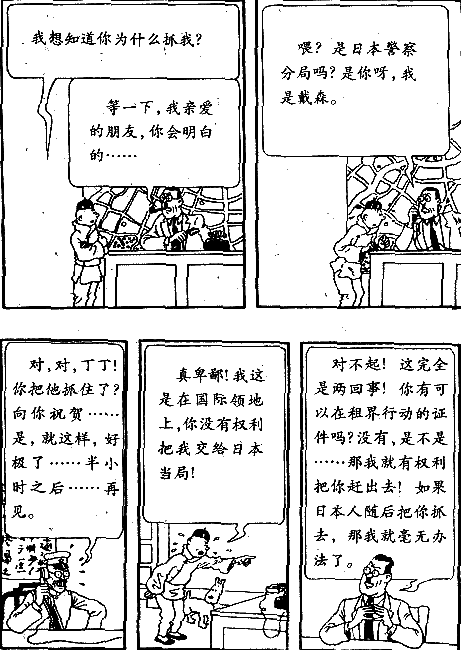 我想知道你为什么抓我？
等一下，我亲爱
的朋友，你会明白
的……
喂？是日本警察
分局吗？是你呀，我
是戴森。
对，对，丁丁！
你把他抓住了？
向你祝贺……
是，就这样，好
极了……半小
时之后……再
见。
真卑鄙！我这
是在国际领地
上，你没有权利
把我交给日本
当局！
对不起！这完全
是两回事！你有可
以在租界行动的证
件吗？没有，是不是
……那我就有权利
把你赶出去！如果
日本人随后把你抓
去，那我就毫无办
法了。